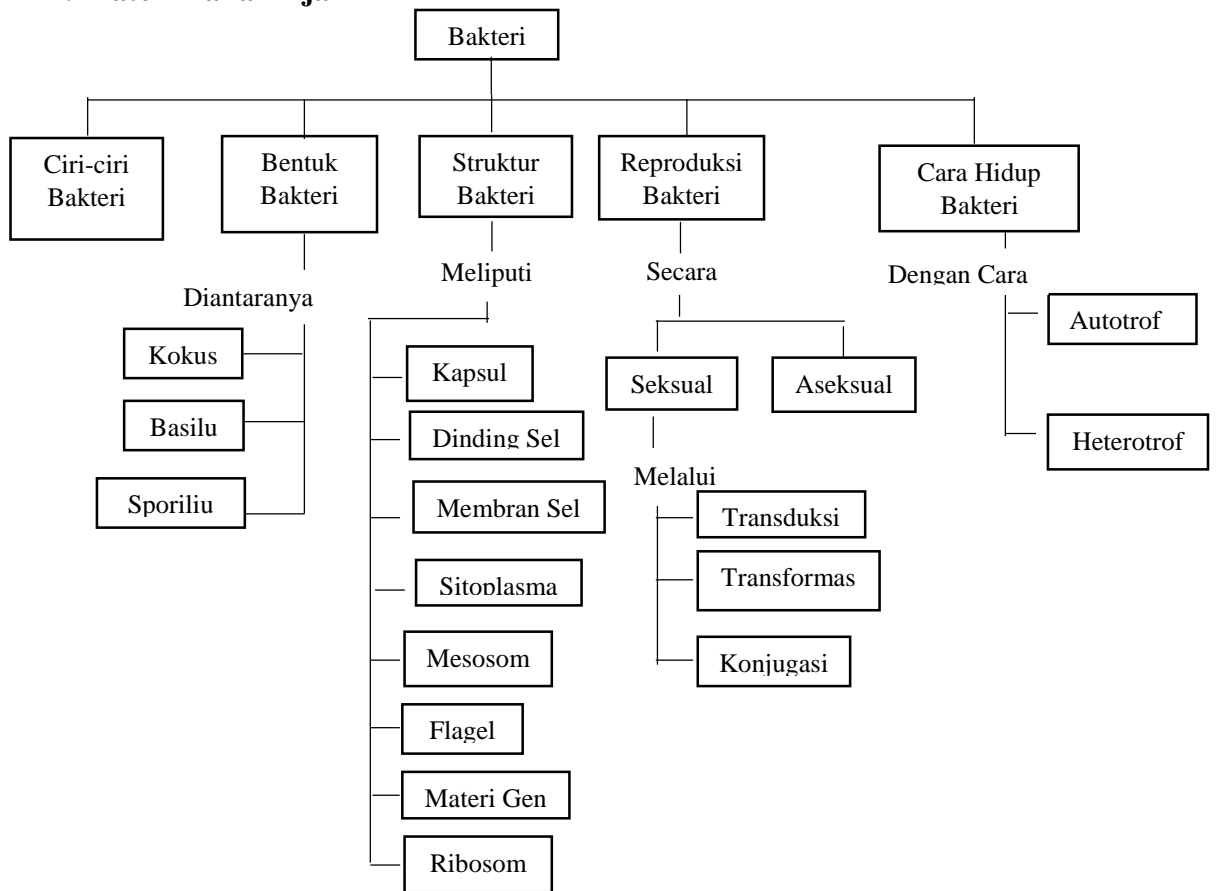 Bakteri
Ciri-ciri
Bakteri
Bentuk
Bakteri
Struktur
Bakteri
Reproduksi
Bakteri
Cara Hidup
Bakteri
Diantaranya
Meliputi
Secara
Dengan Cara
Kokus
Basilu
Sporiliu
Kapsul
Dinding Sel
Membran Sel
Sitoplasma
Mesosom
Flagel
Materi Gen
Ribosom
Seksual
Aseksual
Melalui
Transduksi
Transformas
Konjugasi
Autotrof
Heterotrof